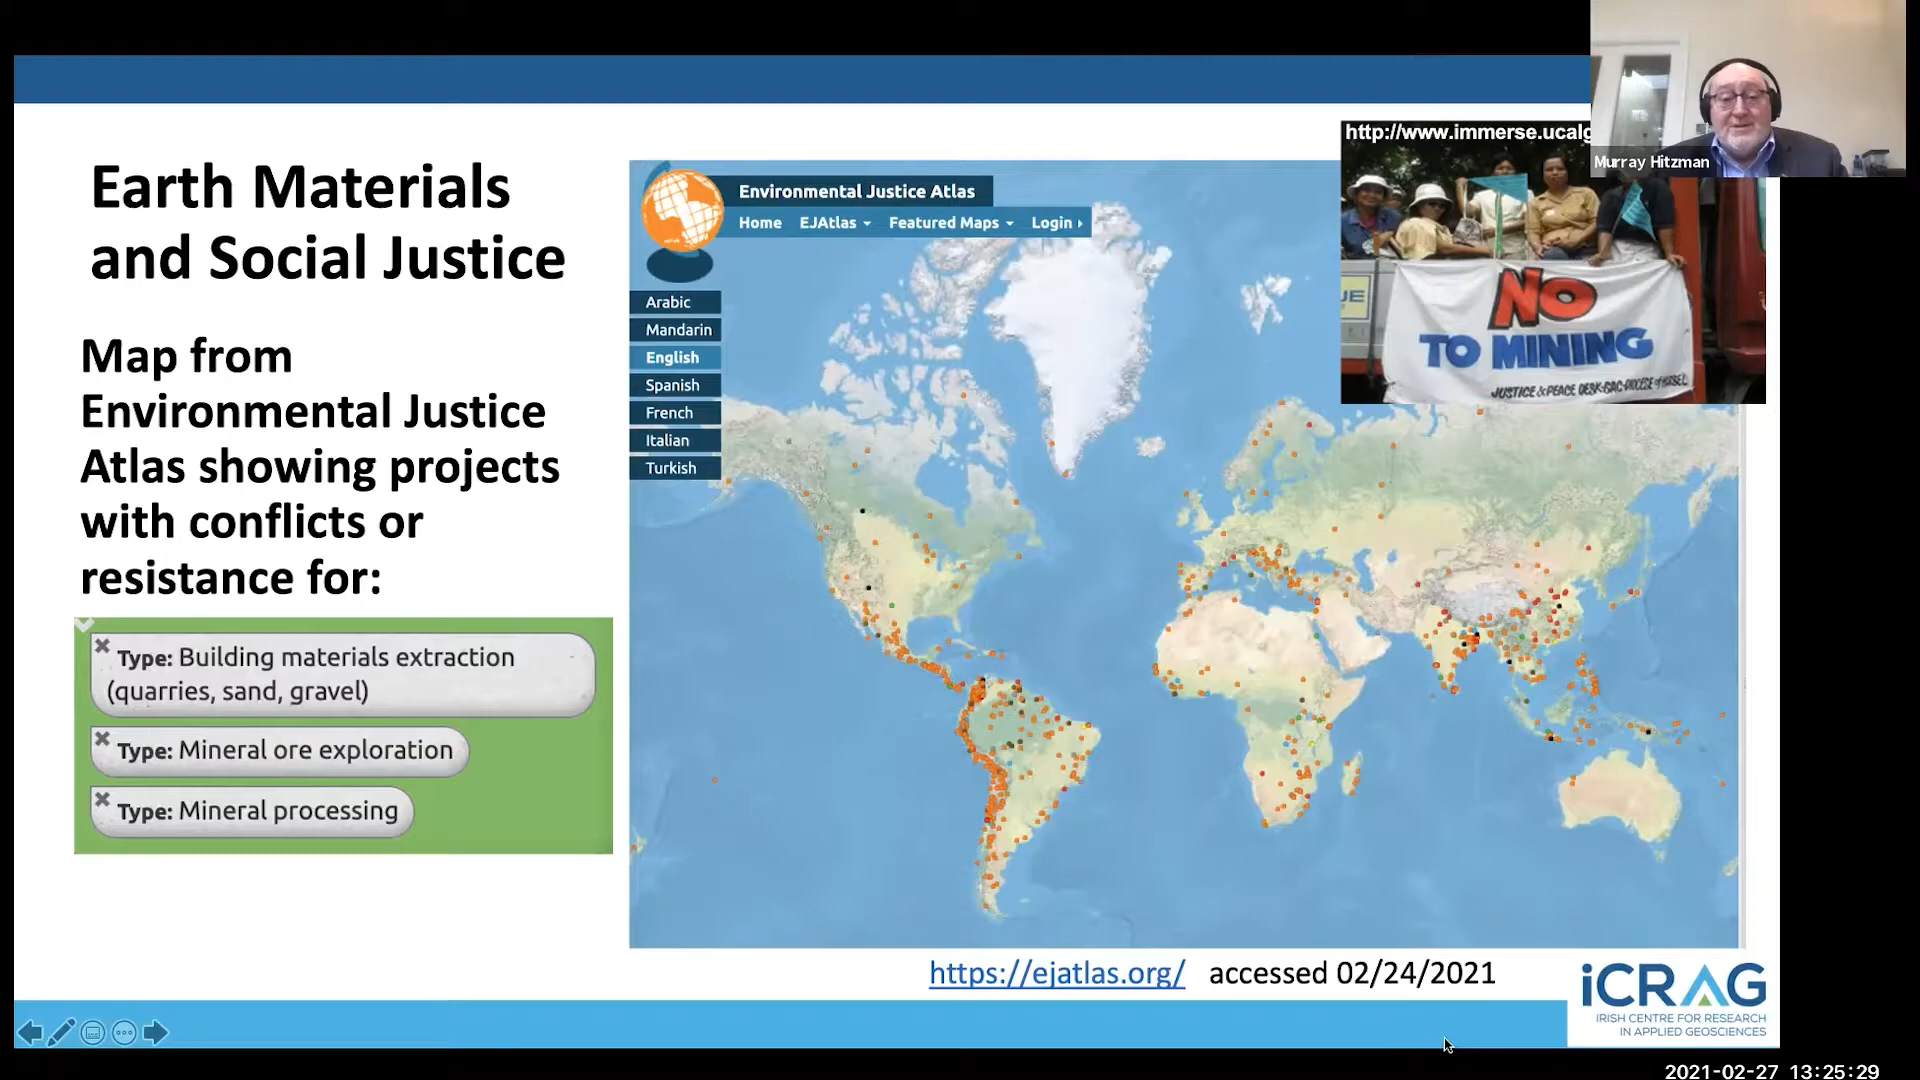 http://www.immerse.ucalg
Murray Hitzman
Earth Materials
and Social Justice
Map from
Environmental Justice
Atlas showing projects
with conflicts or
resistance for:
Type: Building materials extraction
(quarries, sand, gravel)
Type: Mineral ore exploration
Type: Mineral processing
Environmental Justice Atlas
Home EJAtlas Featured Maps Login
Arabic
Mandarin
English
Spanish
French
Italian
Turkish
UE
NO
TO MINING
JUSTICE & PEACE DESK-GAC-DIOCESE OF
https://ejatlas.org/ accessed 02/24/2021
iCRAG
IRISH CENTRE FOR RESEARCH
IN APPLIED GEOSCIENCES
2021-02-27 13:25:29